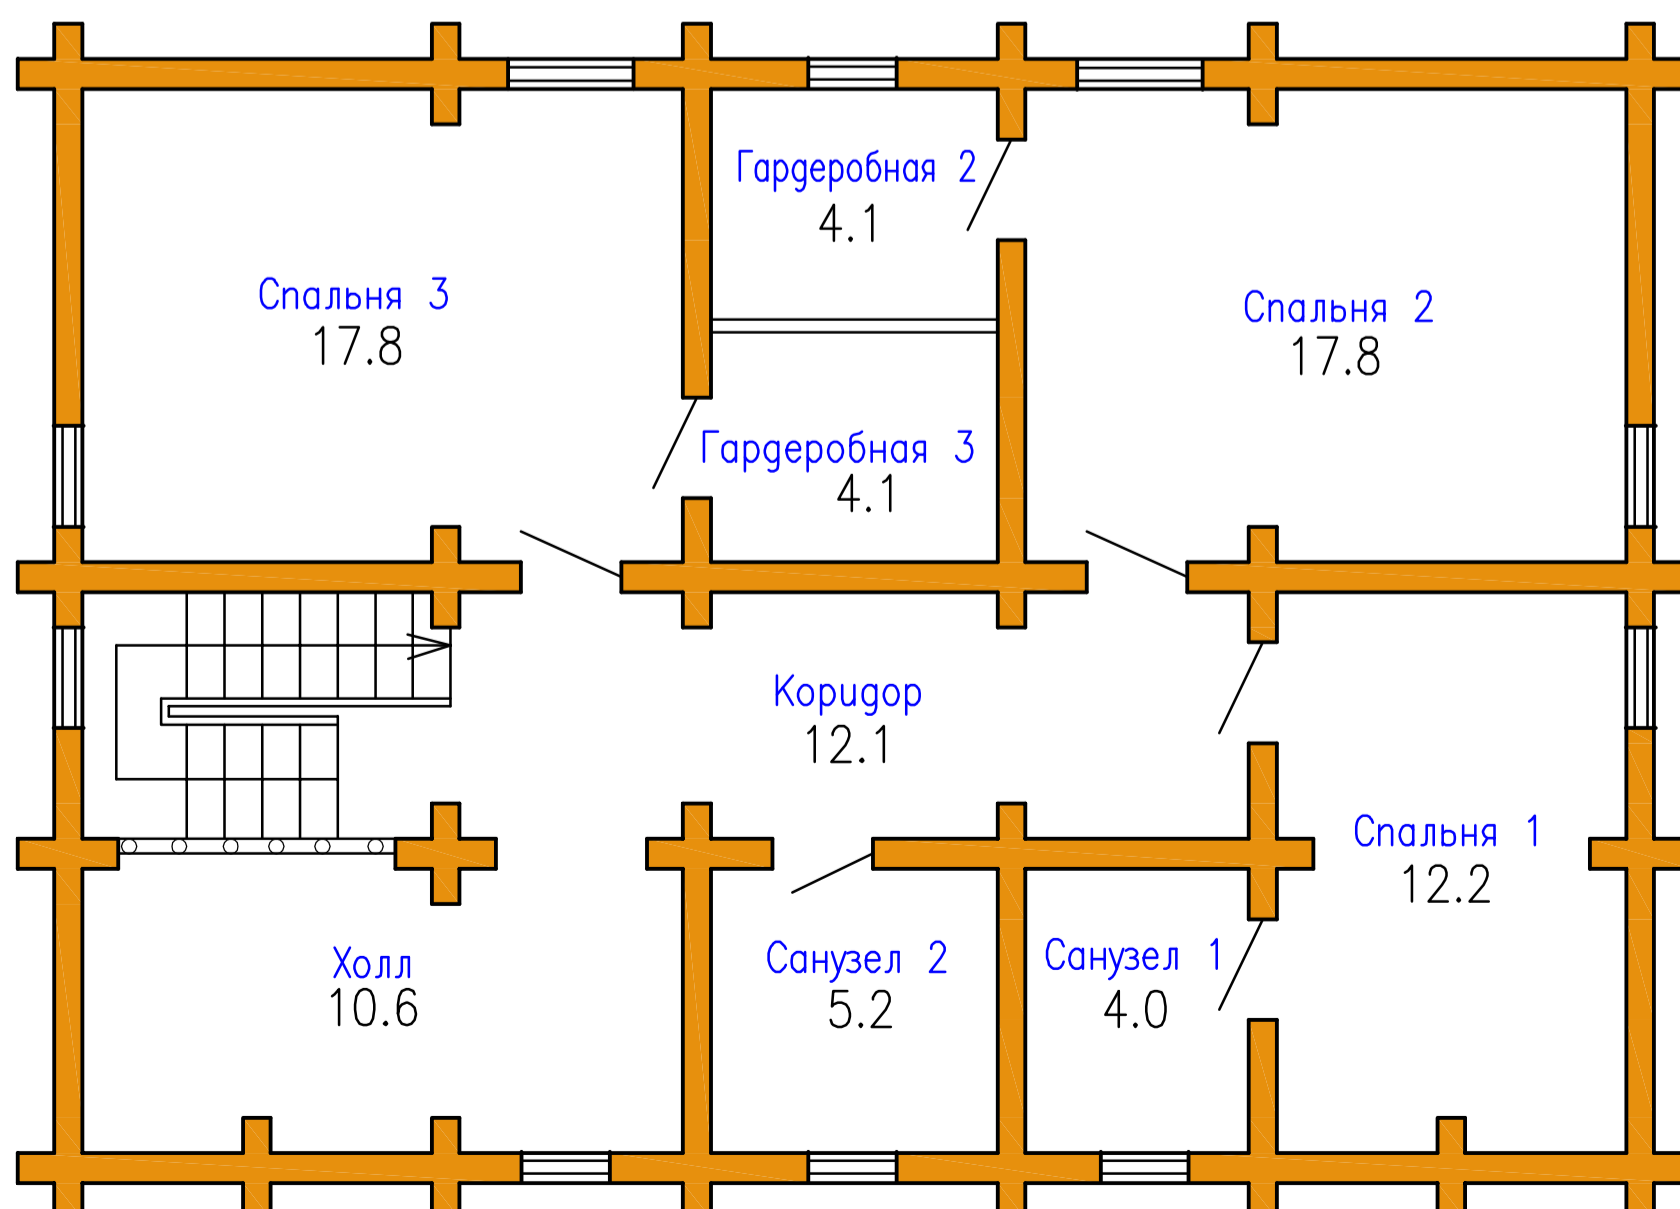 Гардеробная 2
4.1
Спальня 3
17.8
Спальня 2
17.8
Гардеробная 3
4.1
Коридор
12.1
Спальня 1
12.2
Холл
10.6
Санузел 2
5.2
Санузел 1
4.0